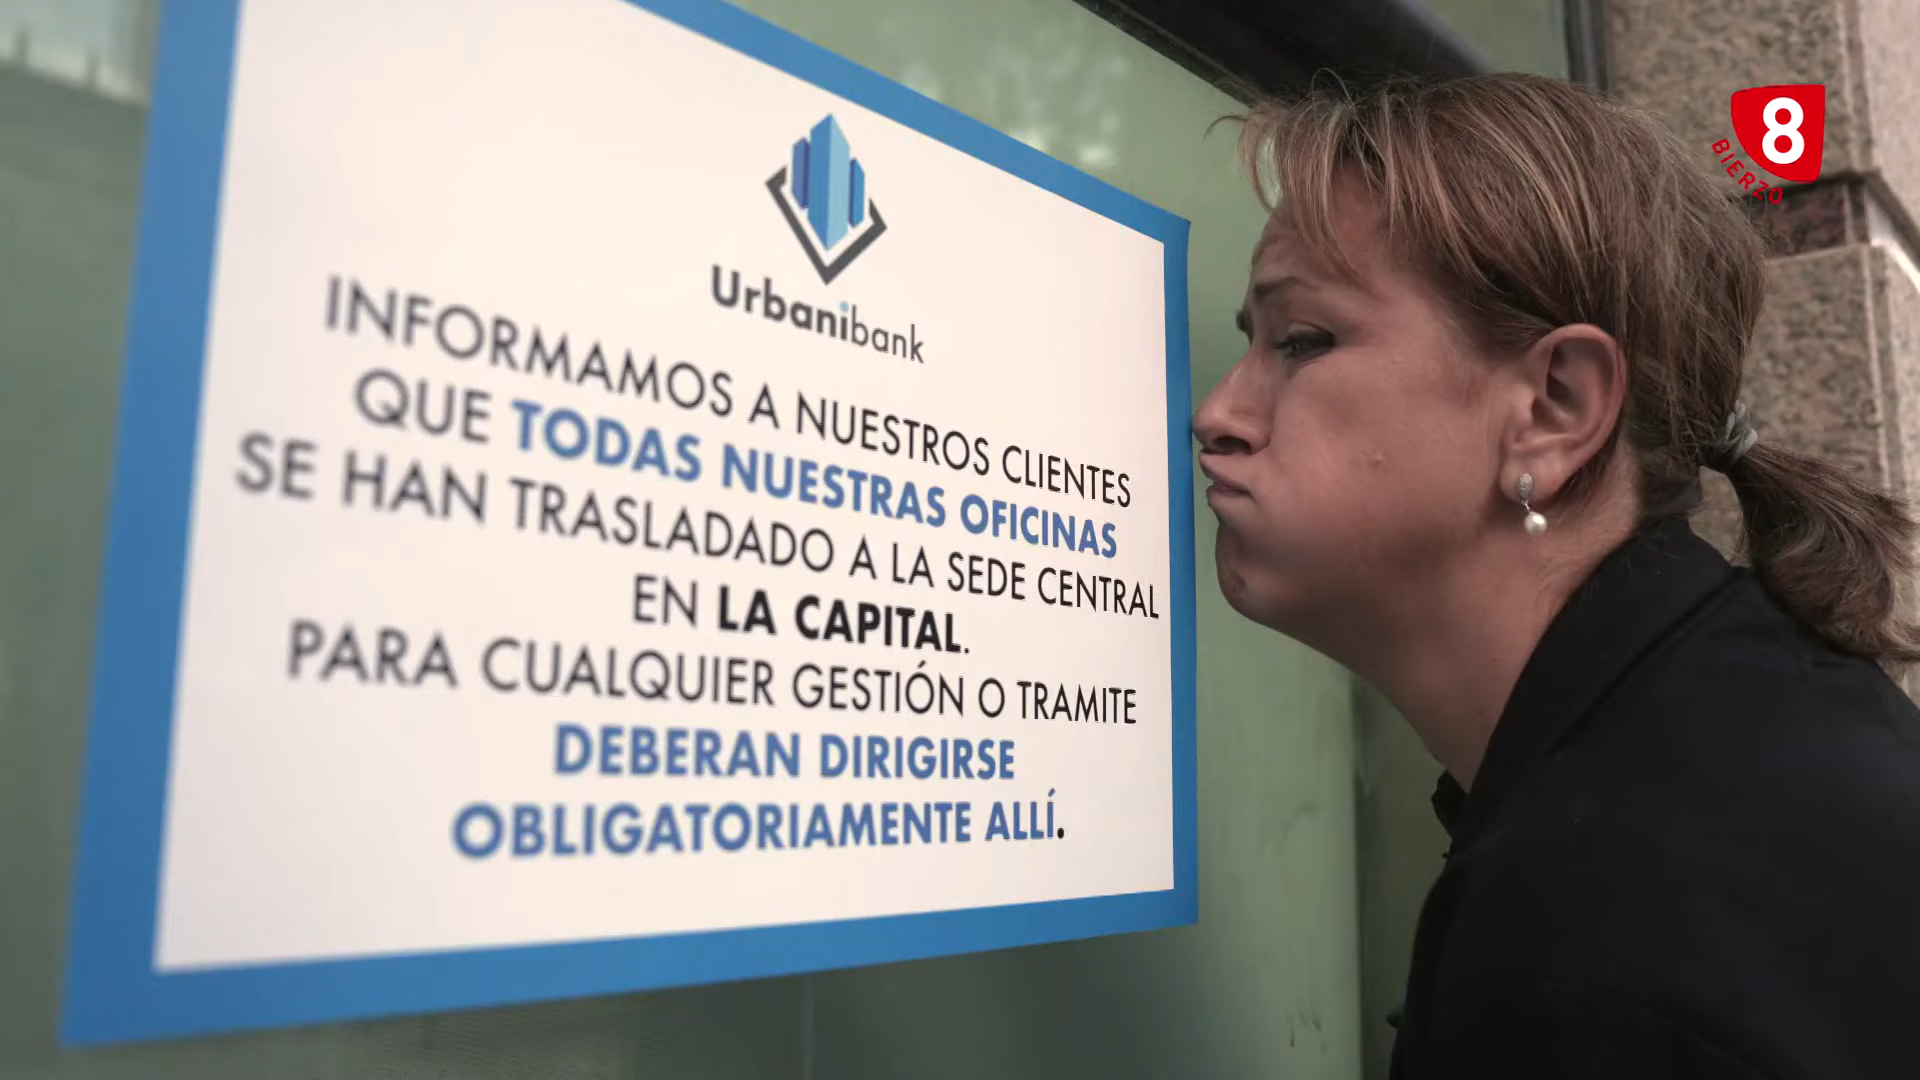 8
BIERZO
Urbanibank
INFORMAMOS A NUESTROS CLIENTES
QUE TODAS NUESTRAS OFICINAS
SE HAN TRASLADADO A LA SEDE CENTRAL
EN LA CAPITAL.
PARA CUALQUIER GESTIÓN O TRAMITE
DEBERAN DIRIGIRSE
OBLIGATORIAMENTE ALLÍ.